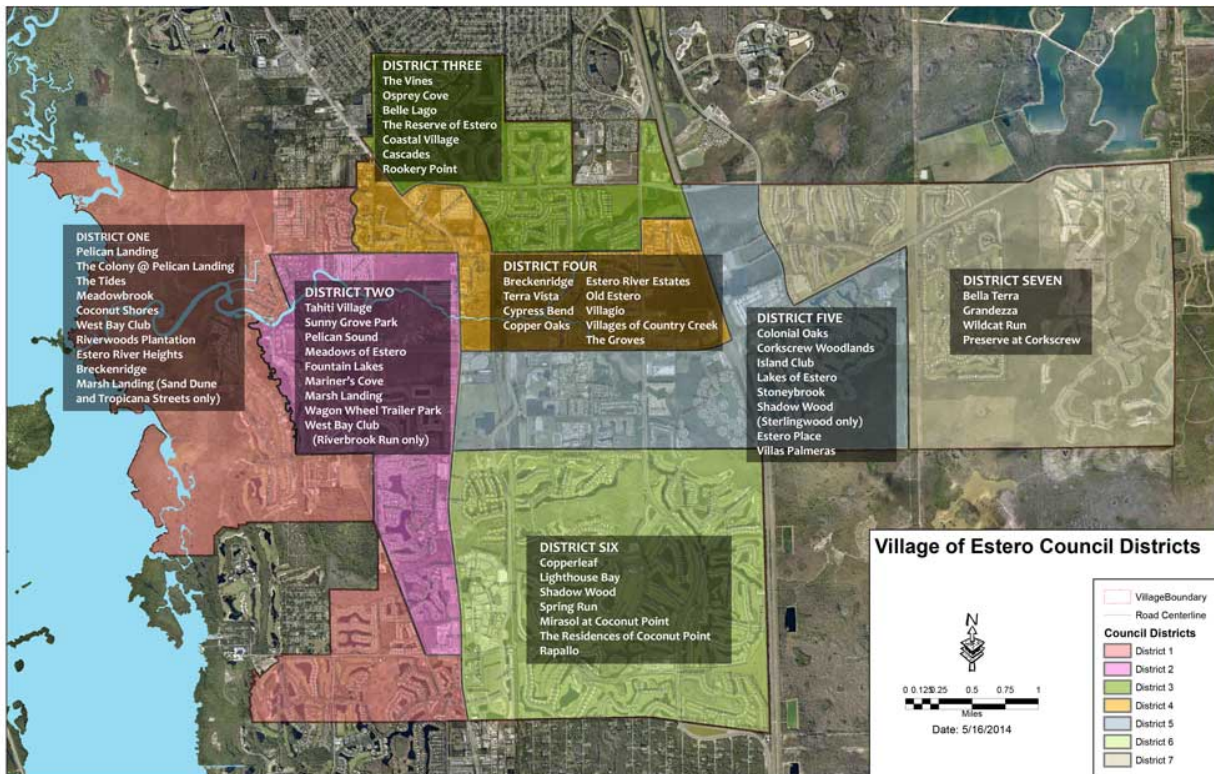 DISTRICT THREE
The Vines
Osprey Cove
Belle Lago
The Reserve of Estero
Coastal Village
Cascades
Rookery Point
DISTRICT ONE
Pelican Landing
The Colony @ Pelican Landing
The Tides
Meadowbrook
Coconut Shores
West Bay Club
Riverwoods Plantation
Estero River Heights
Breckenridge
Marsh Landing (Sand Dune
and Tropicana Streets only)
DISTRICT TWO
Tahiti Village
Sunny Grove Park
Pelican Sound
Meadows of Estero
Fountain Lakes
Mariner's Cove
Marsh Landing
Wagon Wheel Trailer Park
West Bay Club
(Riverbrook Run only)
DISTRICT FOUR
Breckenridge Estero River Estates
Terra Vista Old Estero
Cypress Bend Villagio
Copper Oaks Villages of Country Creek
The Groves
DISTRICT FIVE
Colonial Oaks
Corkscrew Woodlands
Island Club
Lakes of Estero
Stoneybrook
Shadow Wood
(Sterlingwood only)
Estero Place
Villas Palmeras
DISTRICT SEVEN
Bella Terra
Grandezza
Wildcat Run
Preserve at Corkscrew
DISTRICT SIX
Copperleaf
Lighthouse Bay
Shadow Wood
Spring Run
Mirasol at Coconut Point
The Residences of Coconut Point
Rapallo
Village of Estero Council Districts
N
0 0.125 0.25 0.5 0.75 1
Miles
Date: 5/16/2014
VillageBoundary
Road Centerline
Council Districts
District 1
District 2
District 3
District 4
District 5
District 6
District 7